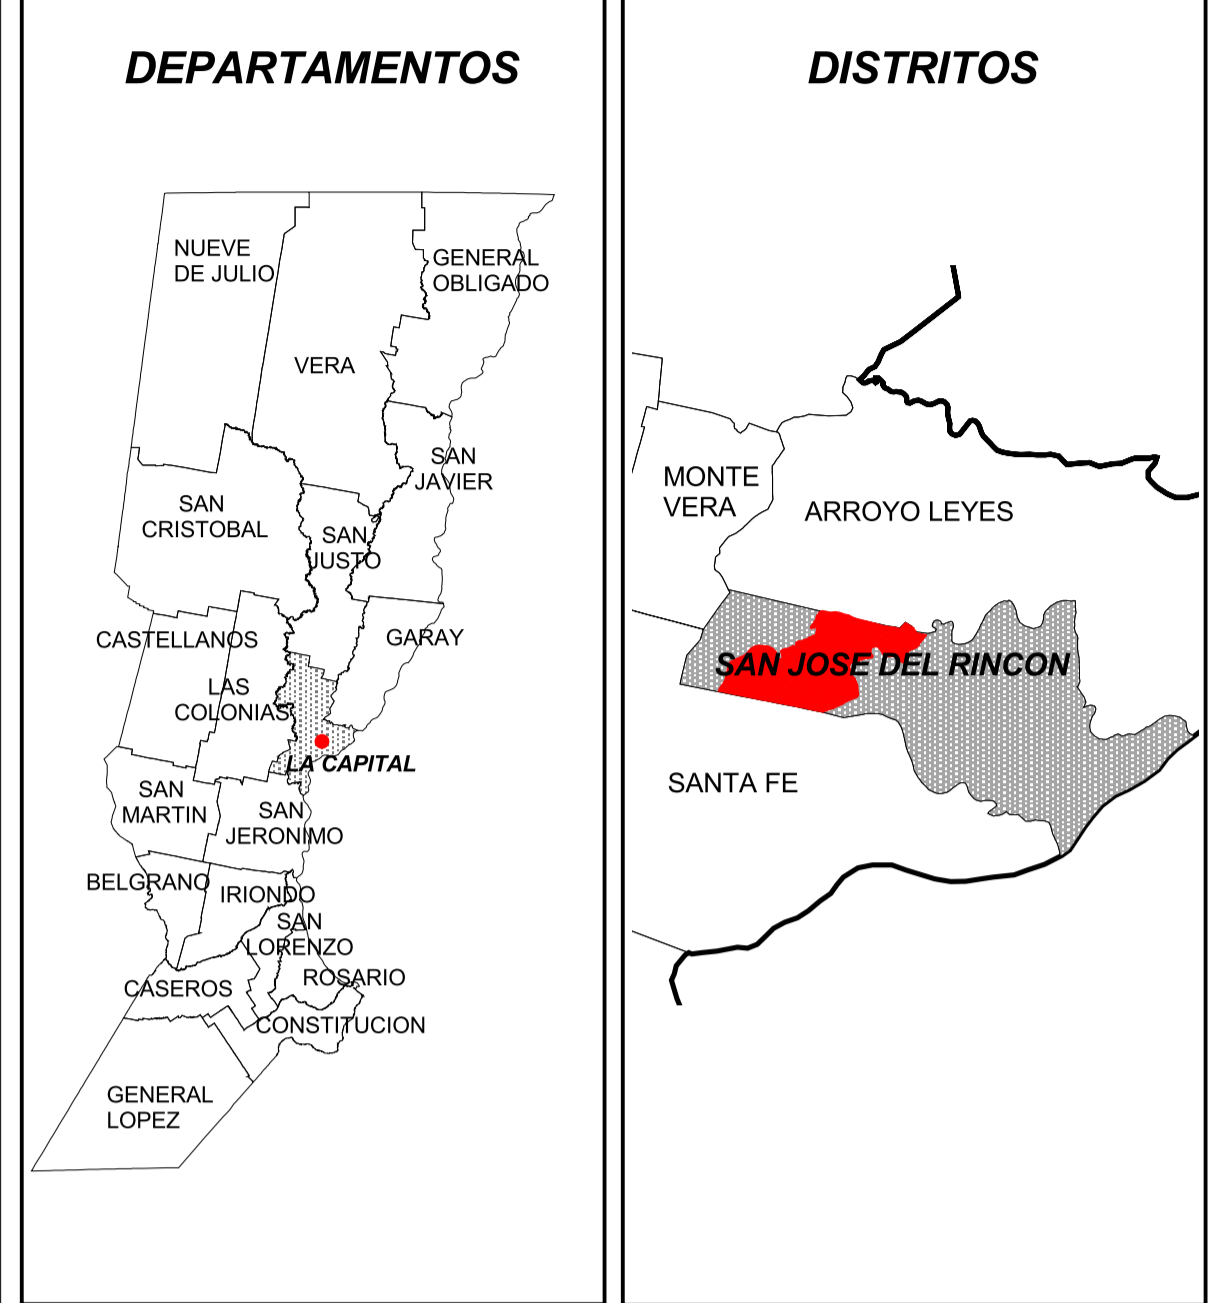 DEPARTAMENTOS
NUEVE
DE JULIO
GENERAL
OBLIGADO
VERA
SAN
JAVIER
SAN
CRISTOBAL
SAN
JUSTO
CASTELLANOS
GARAY
LAS
COLONIAS
LA CAPITAL
SAN
MARTIN
SAN
JERONIMO
BELGRANO
IRIONDO
SAN
LORENZO
ROSARIO
CASEROS
CONSTITUCION
GENERAL
LOPEZ
DISTRITOS
MONTE
VERA
ARROYO LEYES
SAN JOSE DEL RINCON
SANTA FE